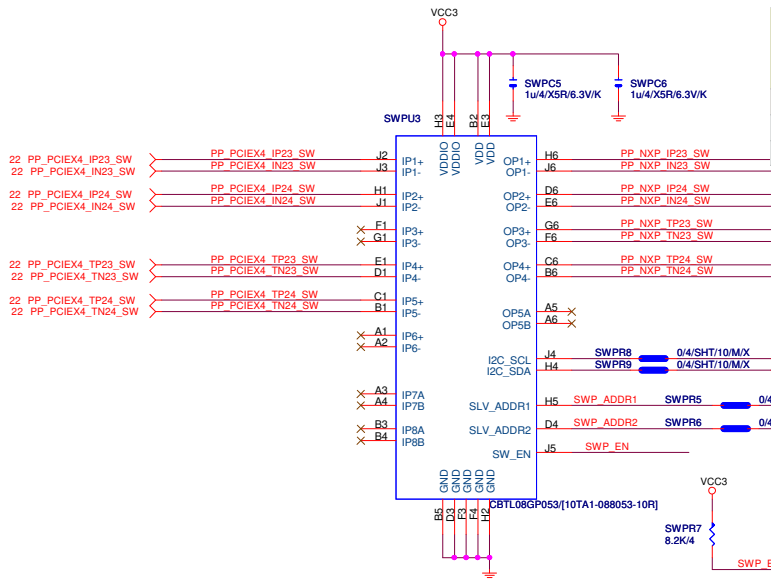 VCC3
SWPC5
1u/4/X5R/6.3V/K
SWPC6
1u/4/X5R/6.3V/K
SWPU3
H3 E4 B2 E3
VDDIO VDDIO VDD VDD
22 PP_PCIEX4_IP23_SW PP_PCIEX4_IP23_SW J2 IP1+ OP1+ H6 PP_NXP_IP23_SW
22 PP_PCIEX4_IN23_SW PP_PCIEX4_IN23_SW J3 IP1- OP1- J6 PP_NXP_IN23_SW
22 PP_PCIEX4_IP24_SW PP_PCIEX4_IP24_SW H1 IP2+ OP2+ D6 PP_NXP_IP24_SW
22 PP_PCIEX4_IN24_SW PP_PCIEX4_IN24_SW J1 IP2- OP2- E6 PP_NXP_IN24_SW
F1 IP3+ OP3+ G6 PP_NXP_TP23_SW
G1 IP3- OP3- F6 PP_NXP_TN23_SW
22 PP_PCIEX4_TP23_SW PP_PCIEX4_TP23_SW E1 IP4+ OP4+ C6 PP_NXP_TP24_SW
22 PP_PCIEX4_TN23_SW PP_PCIEX4_TN23_SW D1 IP4- OP4- B6 PP_NXP_TN24_SW
22 PP_PCIEX4_TP24_SW PP_PCIEX4_TP24_SW C1 IP5+
22 PP_PCIEX4_TN24_SW PP_PCIEX4_TN24_SW B1 IP5-
OP5A A5
OP5B A6
A1 IP6+
A2 IP6-
I2C_SCL J4 SWPR8 0/4/SHT/10/M/X
I2C_SDA H4 SWPR9 0/4/SHT/10/M/X
A3 IP7A
A4 IP7B
SLV_ADDR1 H5 SWP_ADDR1 SWPR5 0/4
B3 IP8A
B4 IP8B
SLV_ADDR2 D4 SWP_ADDR2 SWPR6 0/4
SW_EN J5 SWP_EN
GND GND GND GND GND
B5 D3 F3 F4 H2
CBTL08GP053/[10TA1-088053-10R]
VCC3
SWPR7
8.2K/4
SWP_E